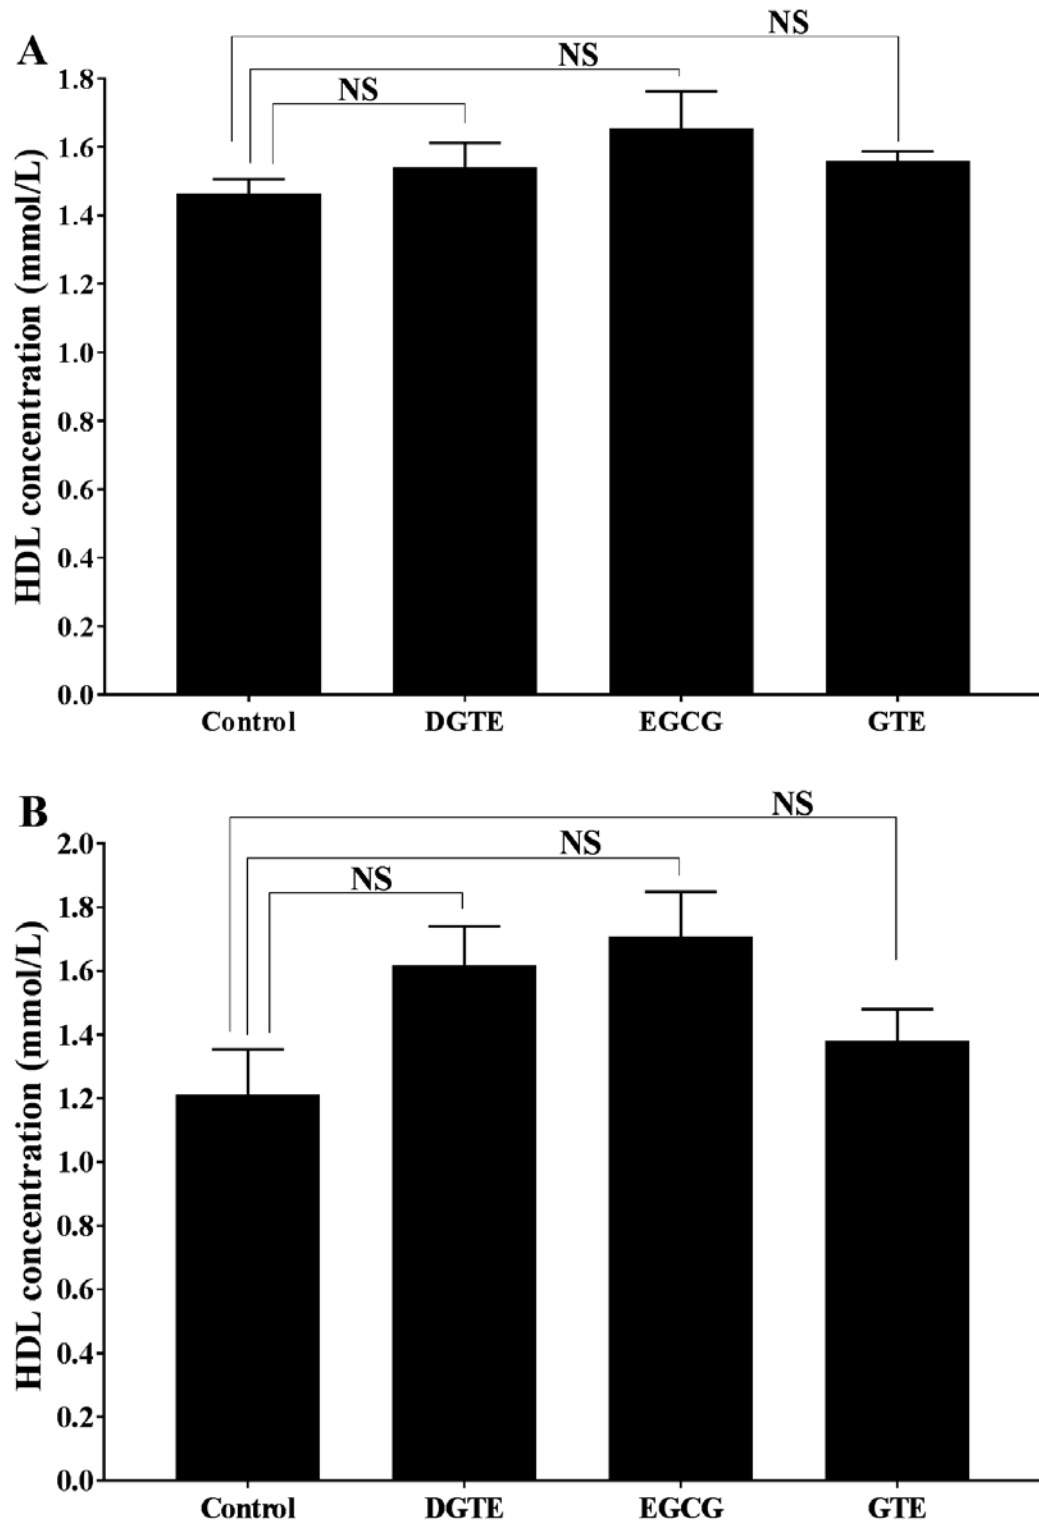 A
NS
NS
NS
HDL concentration (mmol/L)
1.8
1.6
1.4
1.2
1.0
0.8
0.6
0.4
0.2
0.0
Control DGTE EGCG GTE
B
NS
NS
NS
HDL concentration (mmol/L)
2.0
1.8
1.6
1.4
1.2
1.0
0.8
0.6
0.4
0.2
0.0
Control DGTE EGCG GTE